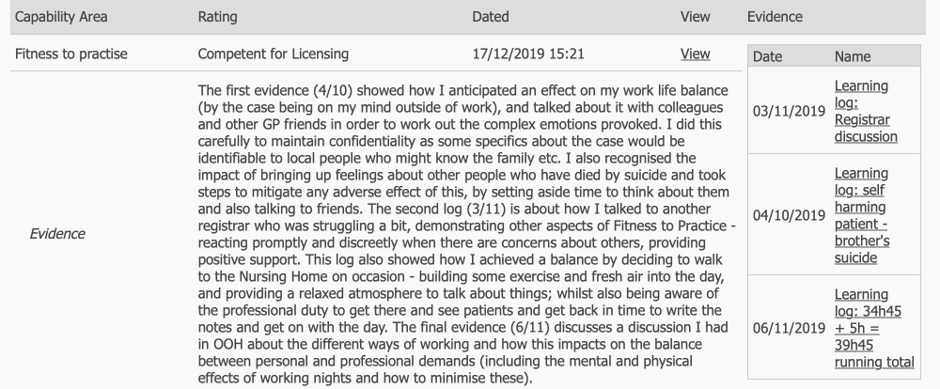 Capability Area Rating Dated View Evidence
Fitness to practise Competent for Licensing 17/12/2019 15:21 View
Date Name
Evidence
The first evidence (4/10) showed how I anticipated an effect on my work life balance
(by the case being on my mind outside of work), and talked about it with colleagues
and other GP friends in order to work out the complex emotions provoked. I did this
carefully to maintain confidentiality as some specifics about the case would be
identifiable to local people who might know the family etc. I also recognised the
impact of bringing up feelings about other people who have died by suicide and took
steps to mitigate any adverse effect of this, by setting aside time to think about them
and also talking to friends. The second log (3/11) is about how I talked to another
registrar who was struggling a bit, demonstrating other aspects of Fitness to Practice -
reacting promptly and discreetly when there are concerns about others, providing
positive support. This log also showed how I achieved a balance by deciding to walk
to the Nursing Home on occasion - building some exercise and fresh air into the day,
and providing a relaxed atmosphere to talk about things; whilst also being aware of
the professional duty to get there and see patients and get back in time to write the
notes and get on with the day. The final evidence (6/11) discusses a discussion I had
in OOH about the different ways of working and how this impacts on the balance
between personal and professional demands (including the mental and physical
effects of working nights and how to minimise these).
03/11/2019
Learning
log:
Registrar
discussion
04/10/2019
Learning
log: self
harming
patient -
brother's
suicide
06/11/2019
Learning
log: 34h45
+ 5h =
39h45
running total